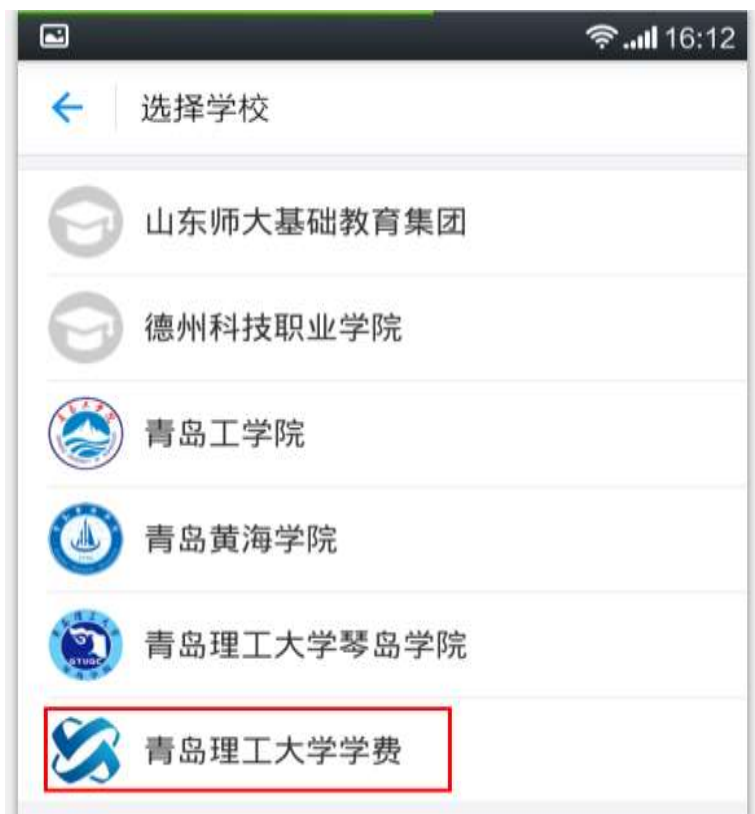 16:12
选择学校
山东师大基础教育集团
德州科技职业学院
青岛工学院
青岛黄海学院
青岛理工大学琴岛学院
青岛理工大学学费